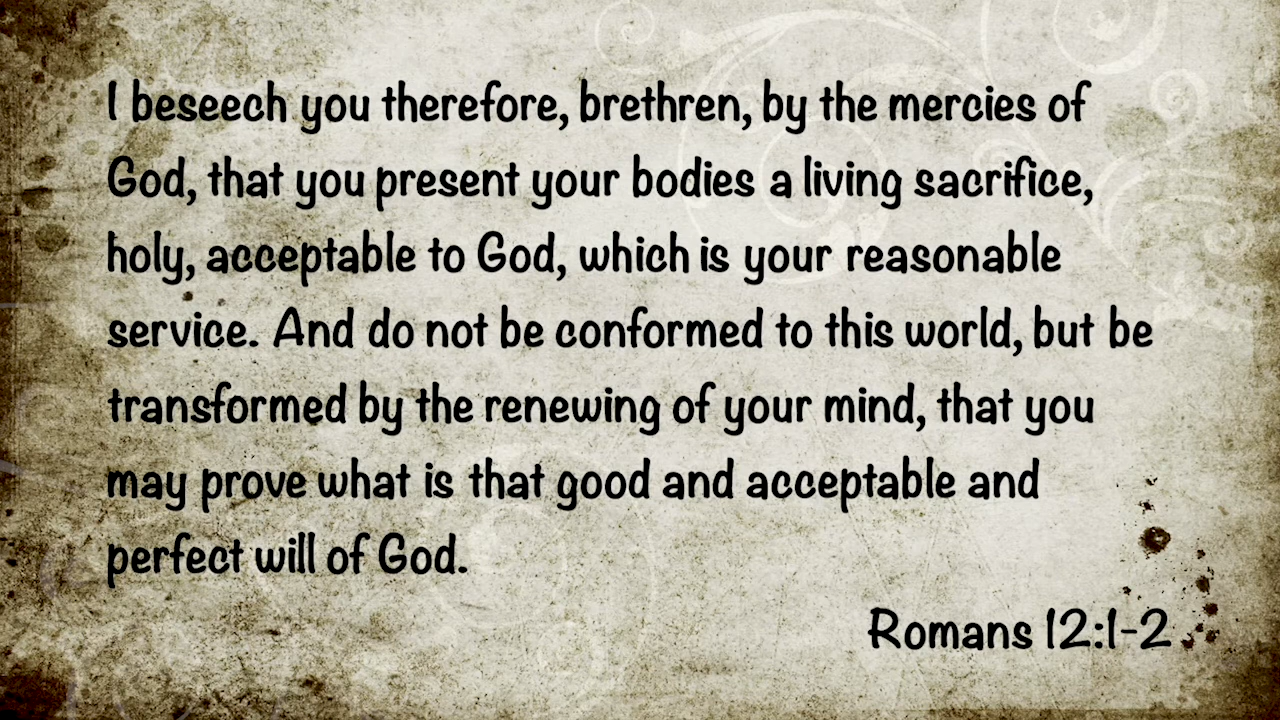 I beseech you therefore, brethren, by the mercies of
God, that you present your bodies a living sacrifice,
holy, acceptable to God, which is your reasonable
service. And do not be conformed to this world, but be
transformed by the renewing of your mind, that you
may prove what is that good and acceptable and
perfect will of God.
Romans 12:1-2